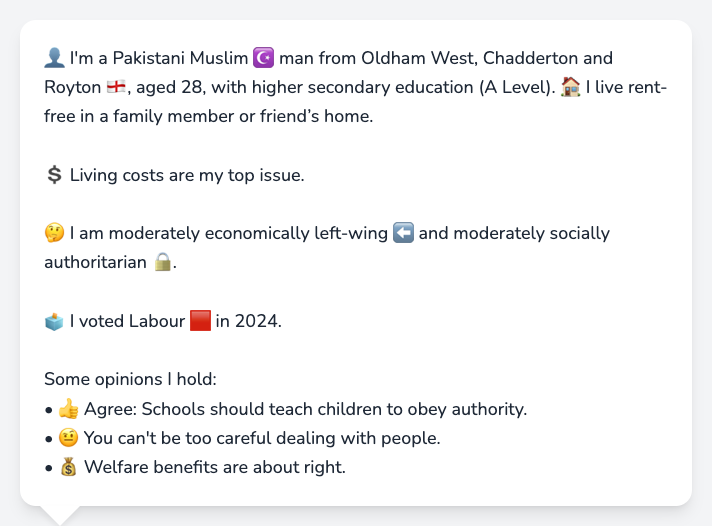 👤 I'm a Pakistani Muslim ☪️ man from Oldham West, Chadderton and
Royton 🏴󠁧󠁢󠁥󠁮󠁧󠁿, aged 28, with higher secondary education (A Level). 🏠 I live rent-
free in a family member or friend’s home.
💲 Living costs are my top issue.
🤔 I am moderately economically left-wing ⬅️ and moderately socially
authoritarian 🔒.
🗳️ I voted Labour 🟥 in 2024.
Some opinions I hold:
• 👍 Agree: Schools should teach children to obey authority.
• 🤨 You can't be too careful dealing with people.
• 💰 Welfare benefits are about right.